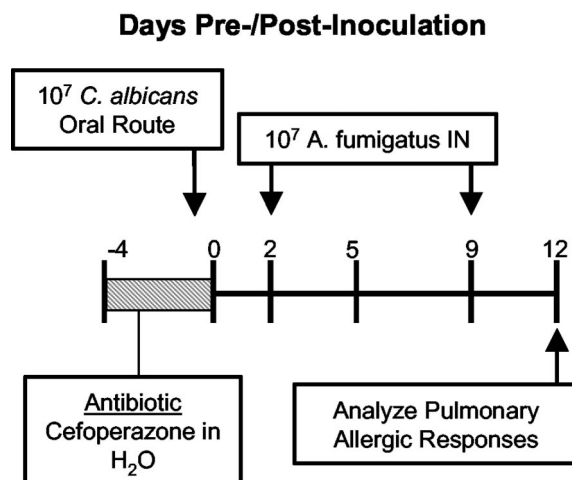 Days Pre-/Post-Inoculation
10⁷ C. albicans
Oral Route
10⁷ A. fumigatus IN
-4 0 2 5 9 12
Antibiotic
Cefoperazone in
H₂O
Analyze Pulmonary
Allergic Responses